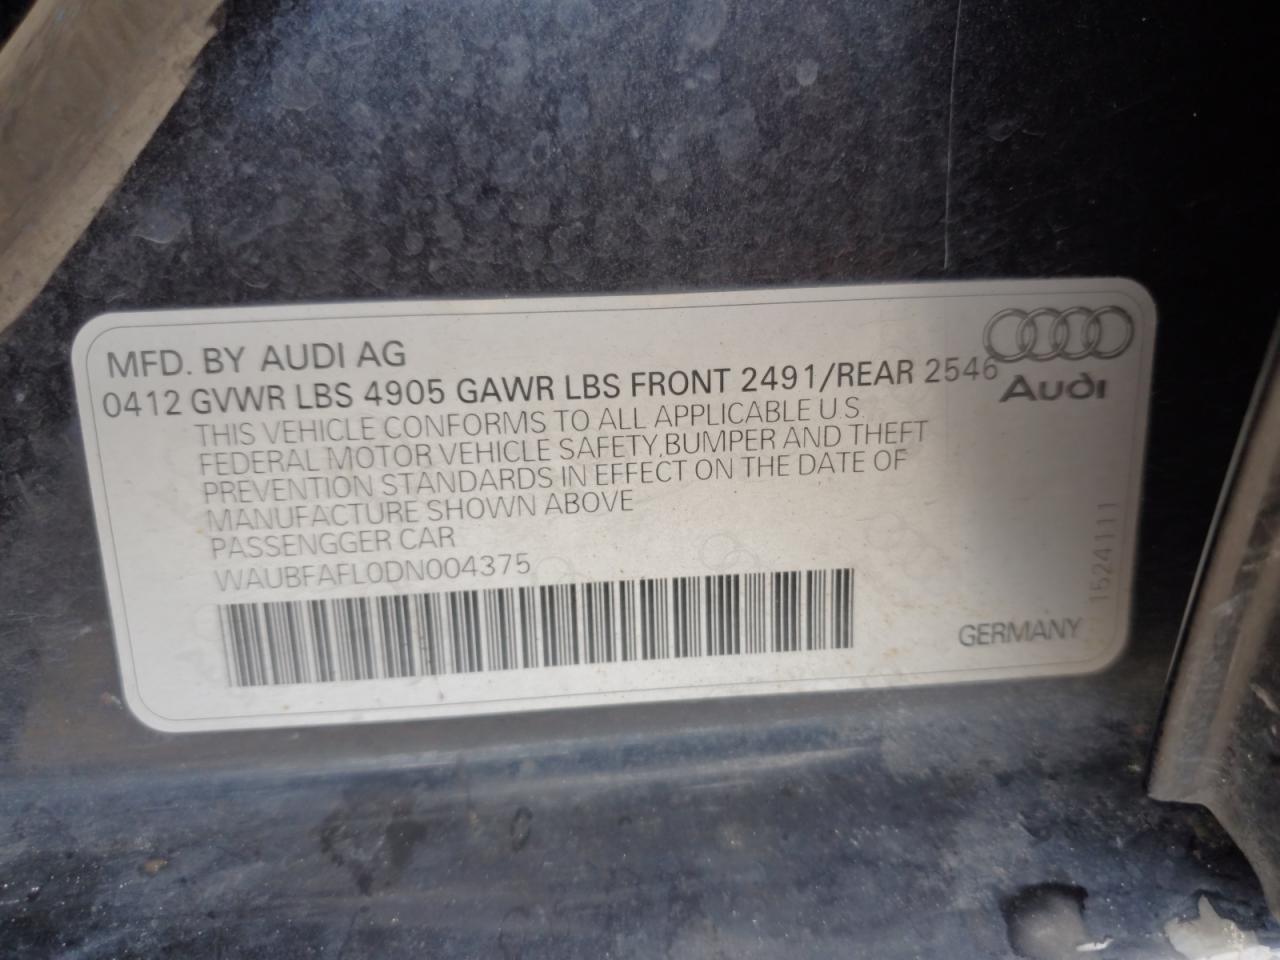 MFD. BY AUDI AG
0412 GVWR LBS 4905 GAWR LBS FRONT 2491/REAR 2546
Audi
THIS VEHICLE CONFORMS TO ALL APPLICABLE U.S.
FEDERAL MOTOR VEHICLE SAFETY, BUMPER AND THEFT
PREVENTION STANDARDS IN EFFECT ON THE DATE OF
MANUFACTURE SHOWN ABOVE
PASSENGGER CAR
WAUBFAFL0DN004375
GERMANY
1524111